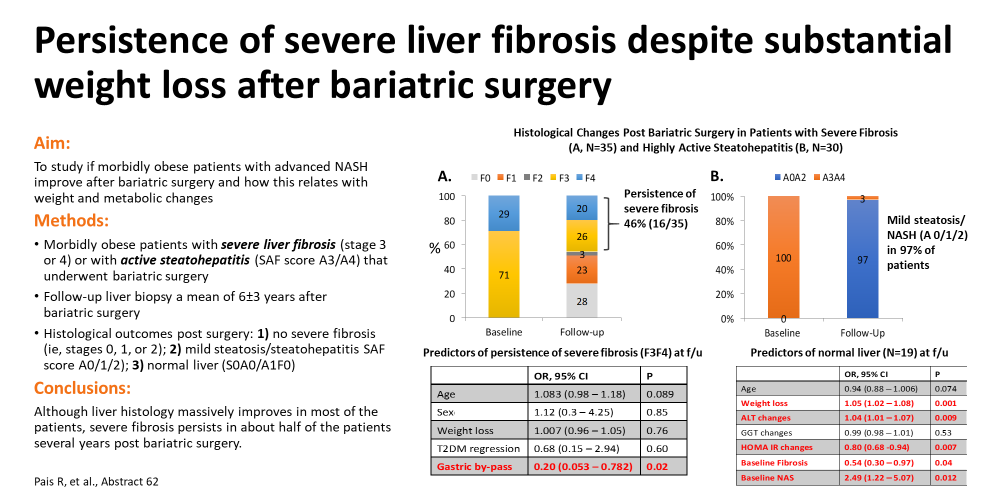 Persistence of severe liver fibrosis despite substantial
weight loss after bariatric surgery
Aim:
To study if morbidly obese patients with advanced NASH
improve after bariatric surgery and how this relates with
weight and metabolic changes
Methods:
• Morbidly obese patients with severe liver fibrosis (stage 3
or 4) or with active steatohepatitis (SAF score A3/A4) that
underwent bariatric surgery
• Follow-up liver biopsy a mean of 6±3 years after
bariatric surgery
• Histological outcomes post surgery: 1) no severe fibrosis
(ie, stages 0, 1, or 2); 2) mild steatosis/steatohepatitis SAF
score A0/1/2); 3) normal liver (S0A0/A1F0)
Conclusions:
Although liver histology massively improves in most of the
patients, severe fibrosis persists in about half of the patients
several years post bariatric surgery.
Pais R, et al., Abstract 62
Histological Changes Post Bariatric Surgery in Patients with Severe Fibrosis
(A, N=35) and Highly Active Steatohepatitis (B, N=30)
A.
F0 F1 F2 F3 F4
%
100
80
60
40
20
0
29
71
20
26
3
23
28
Baseline Follow-up
Persistence of
severe fibrosis
46% (16/35)
B.
A0A2 A3A4
100%
80%
60%
40%
20%
0%
100
0
3
97
Baseline Follow-Up
Mild steatosis/
NASH (A 0/1/2)
in 97% of
patients
Predictors of persistence of severe fibrosis (F3F4) at f/u
OR, 95% CI P
Age 1.083 (0.98 – 1.18) 0.089
Sex 1.12 (0.3 – 4.25) 0.85
Weight loss 1.007 (0.96 – 1.05) 0.76
T2DM regression 0.68 (0.15 – 2.94) 0.60
Gastric by-pass 0.20 (0.053 – 0.782) 0.02
Predictors of normal liver (N=19) at f/u
OR, 95% CI P
Age 0.94 (0.88 – 1.006) 0.074
Weight loss 1.05 (1.02 – 1.08) 0.001
ALT changes 1.04 (1.01 – 1.07) 0.009
GGT changes 0.99 (0.98 – 1.01) 0.53
HOMA IR changes 0.80 (0.68 -0.94) 0.007
Baseline Fibrosis 0.54 (0.30 – 0.97) 0.04
Baseline NAS 2.49 (1.22 – 5.07) 0.012